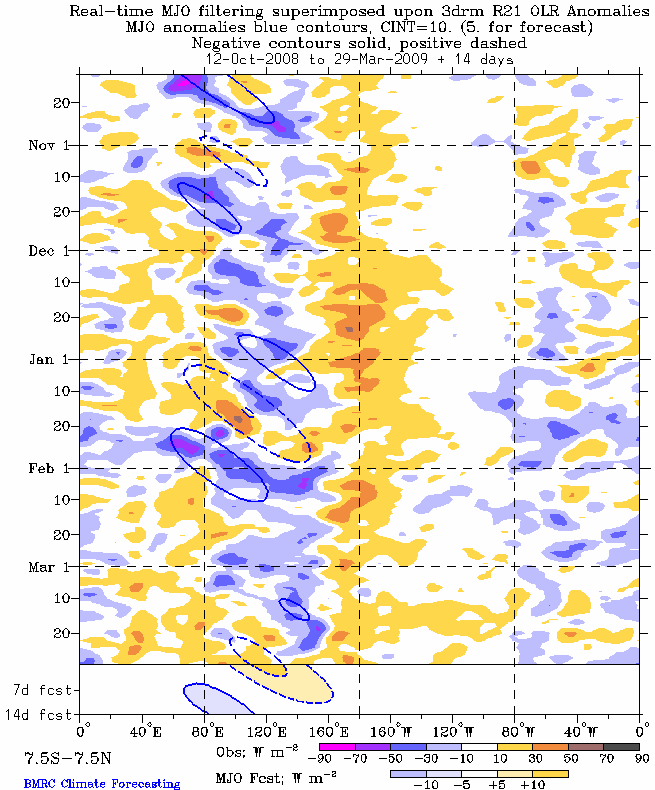 Real-time MJO filtering superimposed upon 3drm R21 OLR Anomalies
MJO anomalies blue contours, CINT=10. (5. for forecast)
Negative contours solid, positive dashed
12-Oct-2008 to 29-Mar-2009 + 14 days
20
Nov 1
10
20
Dec 1
10
20
Jan 1
10
20
Feb 1
10
20
Mar 1
10
20
7d fcst
14d fcst
0° 40°E 80°E 120°E 160°E 160°W 120°W 80°W 40°W 0°
7.5S-7.5N Obs; W m⁻²
-90 -70 -50 -30 -10 10 30 50 70 90
BMRC Climate Forecasting MJO Fcst; W m⁻²
-10 -5 +5 +10